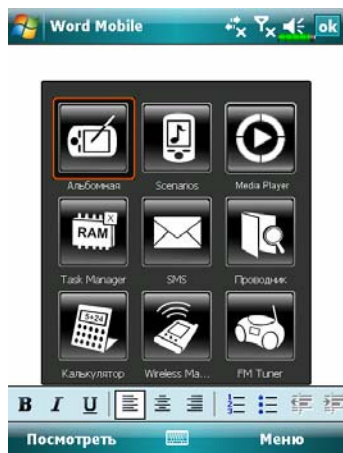 Word Mobile ok
Альбомная Scenarios Media Player
RAM
Task Manager SMS Проводник
5+24
Калькулятор Wireless Ma... FM Tuner
B I U
Посмотреть Меню